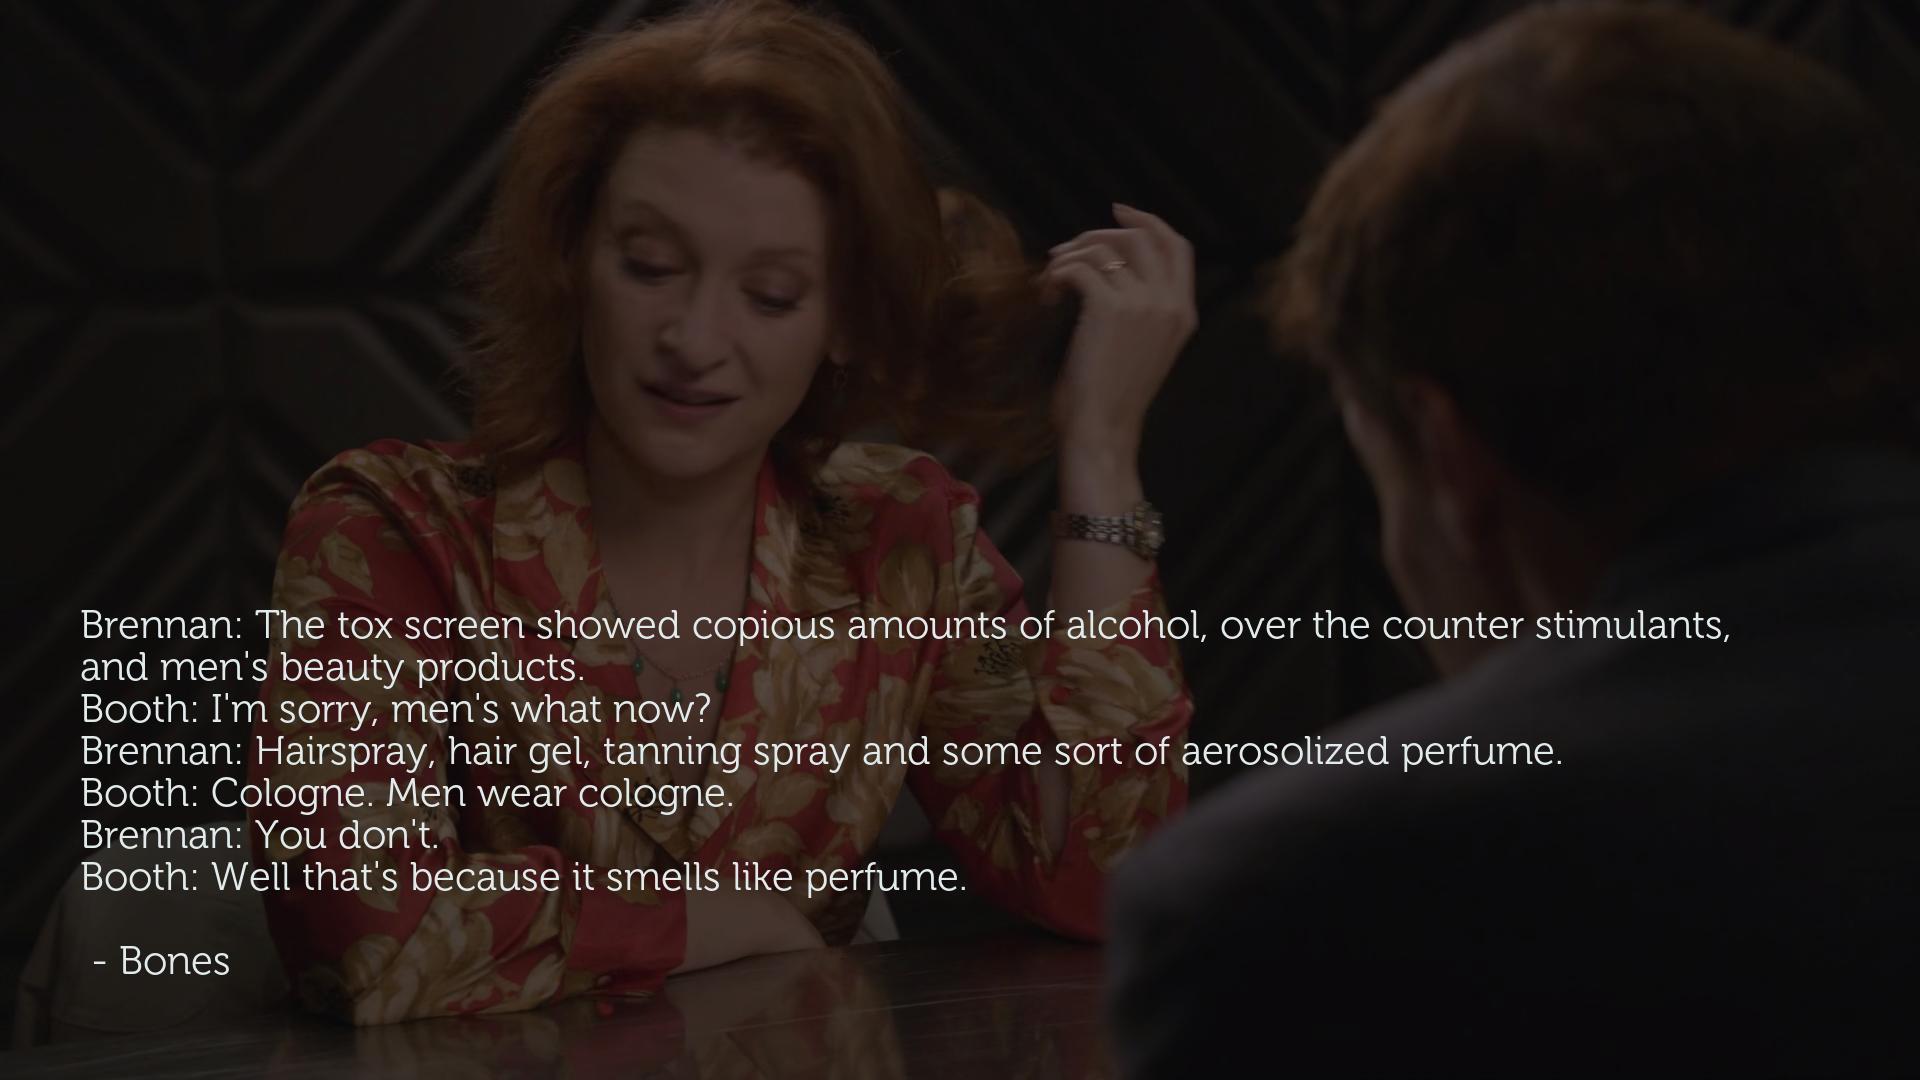 Brennan: The tox screen showed copious amounts of alcohol, over the counter stimulants,
and men's beauty products.
Booth: I'm sorry, men's what now?
Brennan: Hairspray, hair gel, tanning spray and some sort of aerosolized perfume.
Booth: Cologne. Men wear cologne.
Brennan: You don't.
Booth: Well that's because it smells like perfume.
- Bones